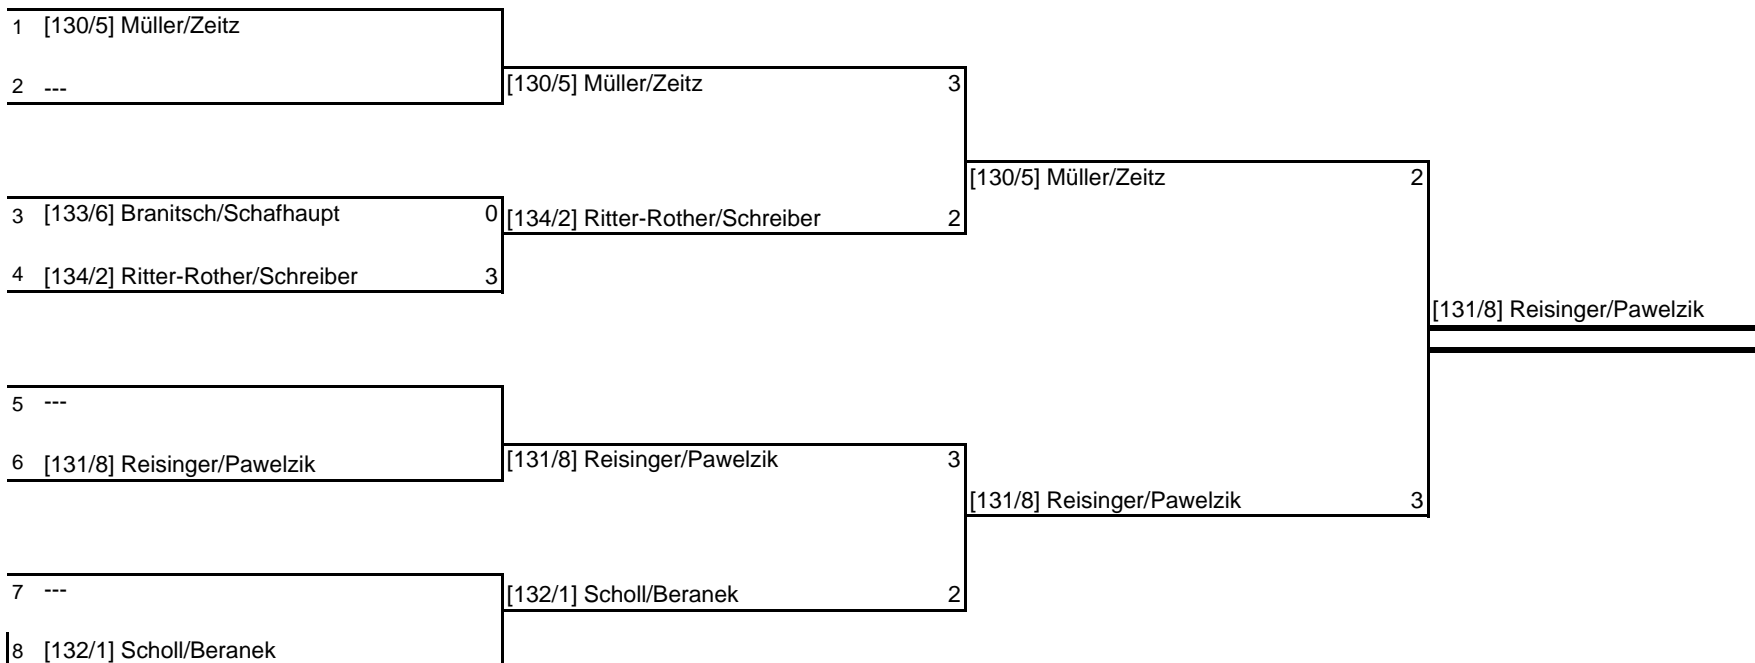 1 [130/5] Müller/Zeitz
2 ---
[130/5] Müller/Zeitz 3
[130/5] Müller/Zeitz 2
3 [133/6] Branitsch/Schafhaupt 0
[134/2] Ritter-Rother/Schreiber 2
4 [134/2] Ritter-Rother/Schreiber 3
[131/8] Reisinger/Pawelzik
5 ---
6 [131/8] Reisinger/Pawelzik
[131/8] Reisinger/Pawelzik 3
[131/8] Reisinger/Pawelzik 3
7 ---
[132/1] Scholl/Beranek 2
8 [132/1] Scholl/Beranek